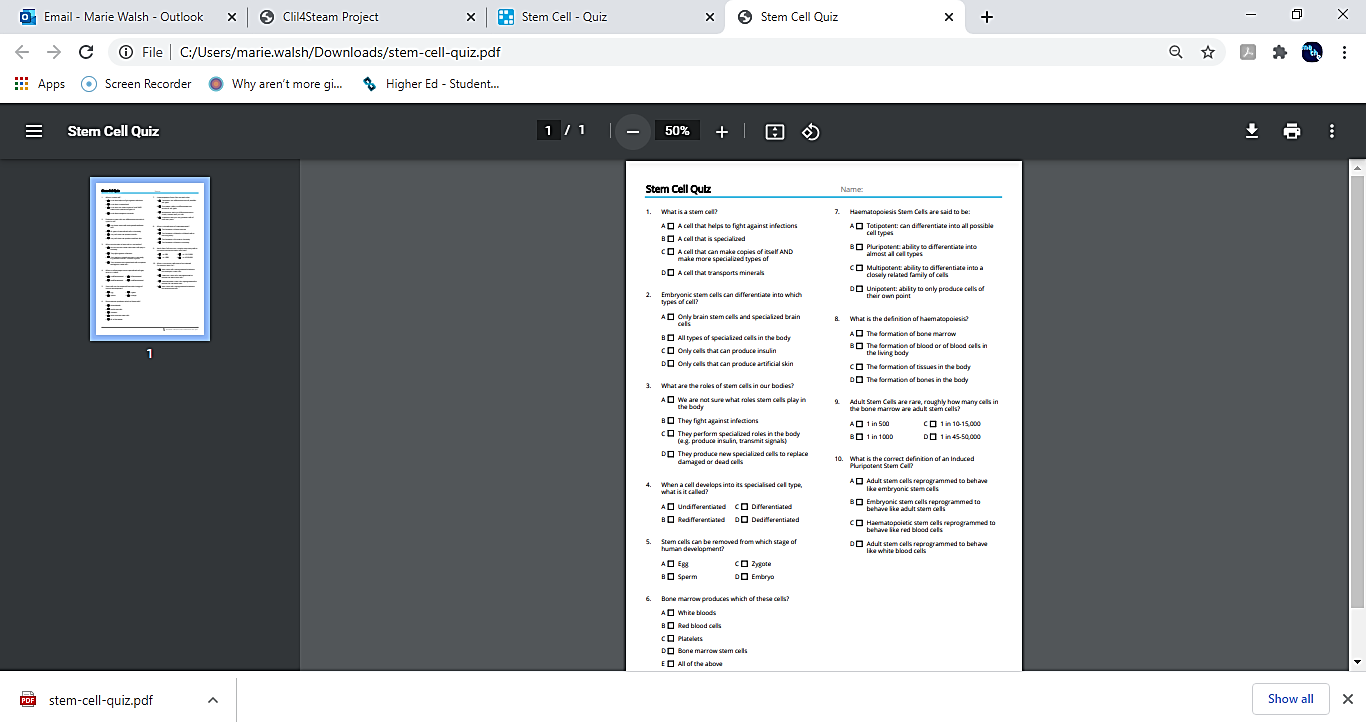 Email - Marie Walsh - Outlook
Clil4Steam Project
Stem Cell - Quiz
Stem Cell Quiz
File
C:/Users/marie.walsh/Downloads/stem-cell-quiz.pdf
Apps
Screen Recorder
Why aren't more gi...
Higher Ed - Student...
Stem Cell Quiz
1 / 1
50%
1
Stem Cell Quiz
Name:
1. What is a stem cell?
A A cell that helps to fight against infections
B A cell that is specialized
C A cell that can make copies of itself AND
make more specialized types of
D A cell that transports minerals
2. Embryonic stem cells can differentiate into which
types of cell?
A Only brain stem cells and specialized brain
cells
B All types of specialized cells in the body
C Only cells that can produce insulin
D Only cells that can produce artificial skin
3. What are the roles of stem cells in our bodies?
A We are not sure what roles stem cells play in
the body
B They fight against infections
C They perform specialized roles in the body
(e.g. produce insulin, transmit signals)
D They produce new specialized cells to replace
damaged or dead cells
4. When a cell develops into its specialised cell type,
what is it called?
A Undifferentiated C Differentiated
B Redifferentiated D Dedifferentiated
5. Stem cells can be removed from which stage of
human development?
A Egg C Zygote
B Sperm D Embryo
6. Bone marrow produces which of these cells?
A White bloods
B Red blood cells
C Platelets
D Bone marrow stem cells
E All of the above
7. Haematopoiesis Stem Cells are said to be:
A Totipotent: can differentiate into all possible
cell types
B Pluripotent: ability to differentiate into
almost all cell types
C Multipotent: ability to differentiate into a
closely related family of cells
D Unipotent: ability to only produce cells of
their own point
8. What is the definition of haematopoiesis?
A The formation of bone marrow
B The formation of blood or of blood cells in
the living body
C The formation of tissues in the body
D The formation of bones in the body
9. Adult Stem Cells are rare, roughly how many cells in
the bone marrow are adult stem cells?
A 1 in 500 C 1 in 10-15,000
B 1 in 1000 D 1 in 45-50,000
10. What is the correct definition of an Induced
Pluripotent Stem Cell?
A Adult stem cells reprogrammed to behave
like embryonic stem cells
B Embryonic stem cells reprogrammed to
behave like adult stem cells
C Haematopoietic stem cells reprogrammed to
behave like red blood cells
D Adult stem cells reprogrammed to behave
like white blood cells
PDF
stem-cell-quiz.pdf
Show all